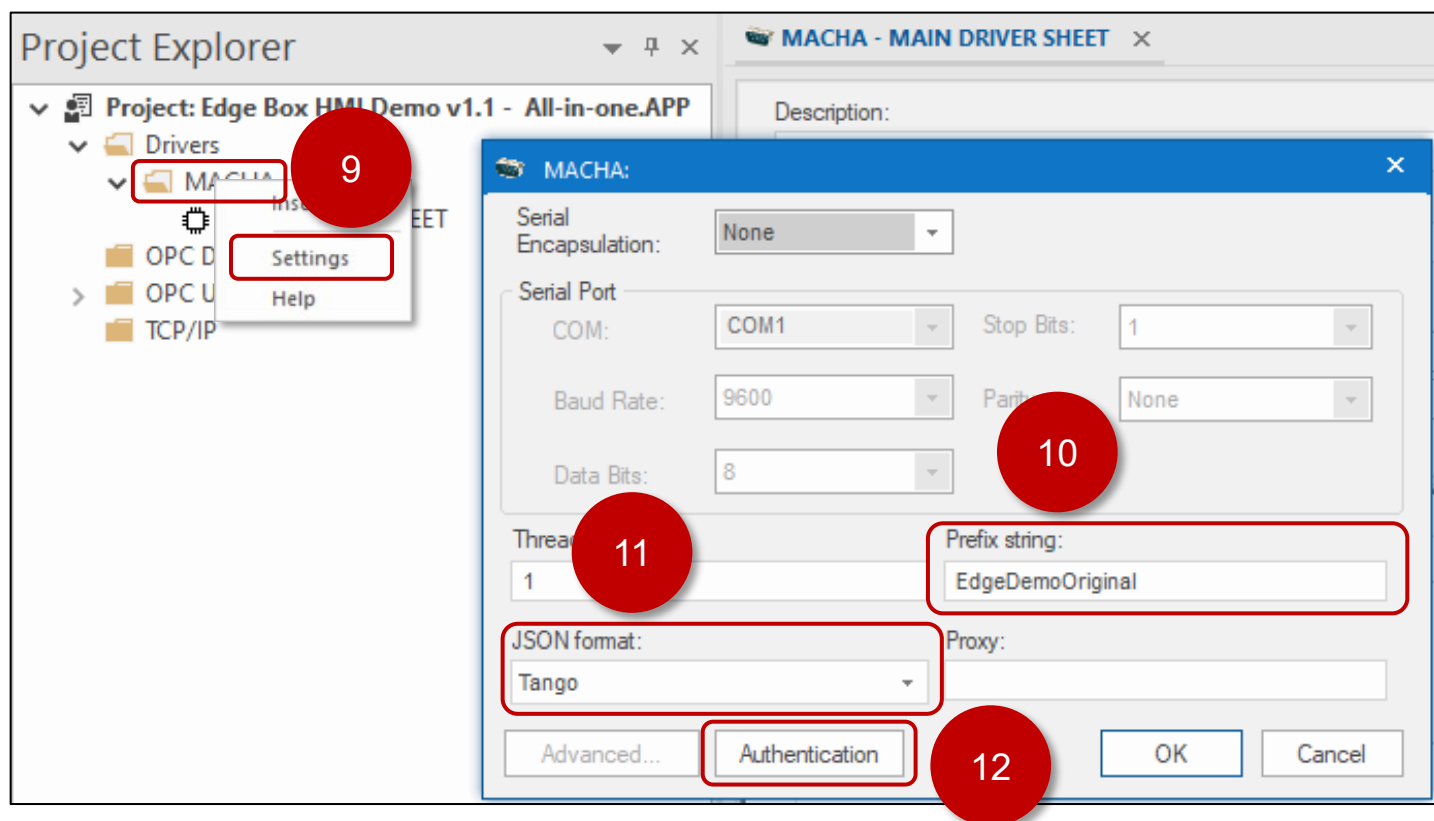 Project Explorer
MACHA - MAIN DRIVER SHEET
Project: Edge Box HMI Demo v1.1 - All-in-one.APP
Description:
Drivers
9
MACHA:
Serial
Encapsulation:
None
Settings
Help
TCP/IP
Serial Port
COM:
COM1
Stop Bits:
1
Baud Rate:
9600
None
10
Data Bits:
8
11
Prefix string:
1
EdgeDemoOriginal
JSON format:
Proxy:
Tango
Advanced...
Authentication
12
OK
Cancel